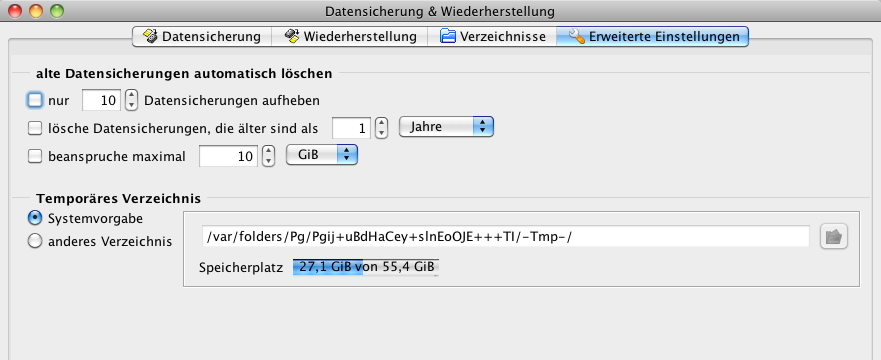 Datensicherung & Wiederherstellung
Datensicherung Wiederherstellung Verzeichnisse Erweiterte Einstellungen
alte Datensicherungen automatisch löschen
nur 10 Datensicherungen aufheben
lösche Datensicherungen, die älter sind als 1 Jahre
beanspruche maximal 10 GiB
Temporäres Verzeichnis
Systemvorgabe
/var/folders/Pg/Pgij+uBdHaCey+slnEoOJE+++TI/-Tmp-/
anderes Verzeichnis
Speicherplatz 27,1 GiB von 55,4 GiB